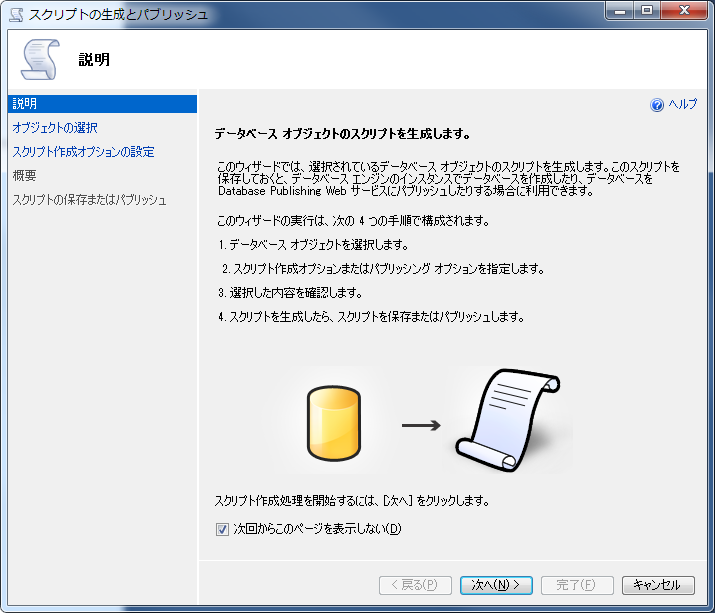 スクリプトの生成とパブリッシュ
説明
説明
オブジェクトの選択
スクリプト作成オプションの設定
概要
スクリプトの保存またはパブリッシュ
ヘルプ
データベース オブジェクトのスクリプトを生成します。
このウィザードでは、選択されているデータベース オブジェクトのスクリプトを生成します。このスクリプトを
保存しておくと、データベース エンジンのインスタンスでデータベースを作成したり、データベースを
Database Publishing Web サービスにパブリッシュしたりする場合に利用できます。
このウィザードの実行は、次の 4 つの手順で構成されます。
1. データベース オブジェクトを選択します。
2. スクリプト作成オプションまたはパブリッシング オプションを指定します。
3. 選択した内容を確認します。
4. スクリプトを生成したら、スクリプトを保存またはパブリッシュします。
スクリプト作成処理を開始するには、[次へ] をクリックします。
次回からこのページを表示しない(D)
< 戻る(P) 次へ(N) > 完了(F) キャンセル